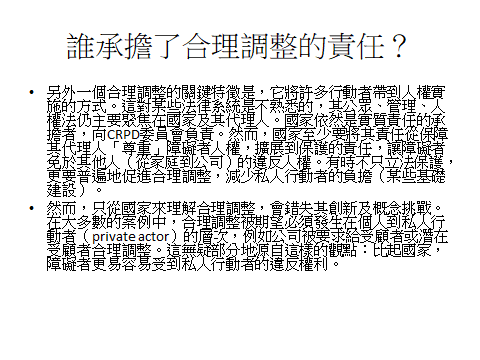 誰承擔了合理調整的責任？
• 另外一個合理調整的關鍵特徵是，它將許多行動者帶到人權實
施的方式。這對某些法律系統是不熟悉的，其公眾、管理、人
權法仍主要聚焦在國家及其代理人。國家依然是實質責任的承
擔者，向CRPD委員會負責。然而，國家至少要將其責任從保障
其代理人「尊重」障礙者人權，擴展到保護的責任，讓障礙者
免於其他人（從家庭到公司）的違反人權。有時不只立法保護，
更要普遍地促進合理調整，減少私人行動者的負擔（某些基礎
建設）。
• 然而，只從國家來理解合理調整，會錯失其創新及概念挑戰。
在大多數的案例中，合理調整被期望必須發生在個人到私人行
動者（private actor）的層次，例如公司被要求給受顧者或潛在
受顧者合理調整。這無疑部分地源自這樣的觀點：比起國家，
障礙者更易容易受到私人行動者的違反權利。